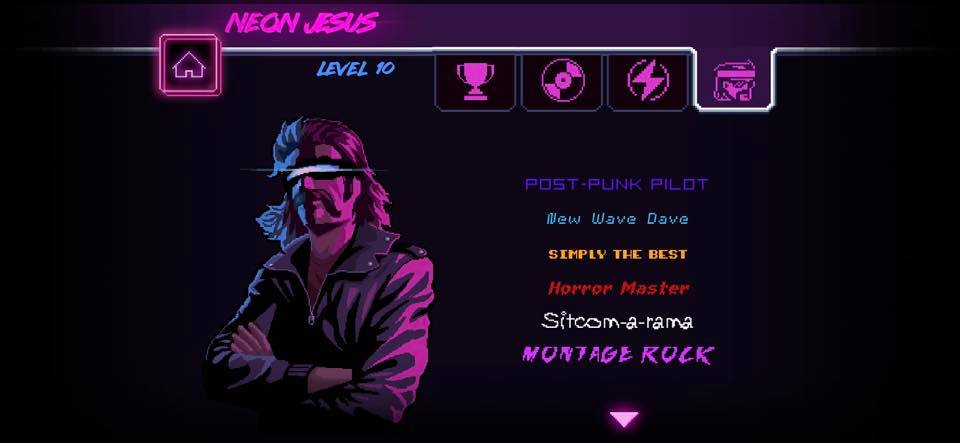 NEON JESUS
LEVEL 10
POST-PUNK PILOT
New Wave Dave
SIMPLY THE BEST
Horror Master
Sitcom-a-rama
MONTAGE ROCK